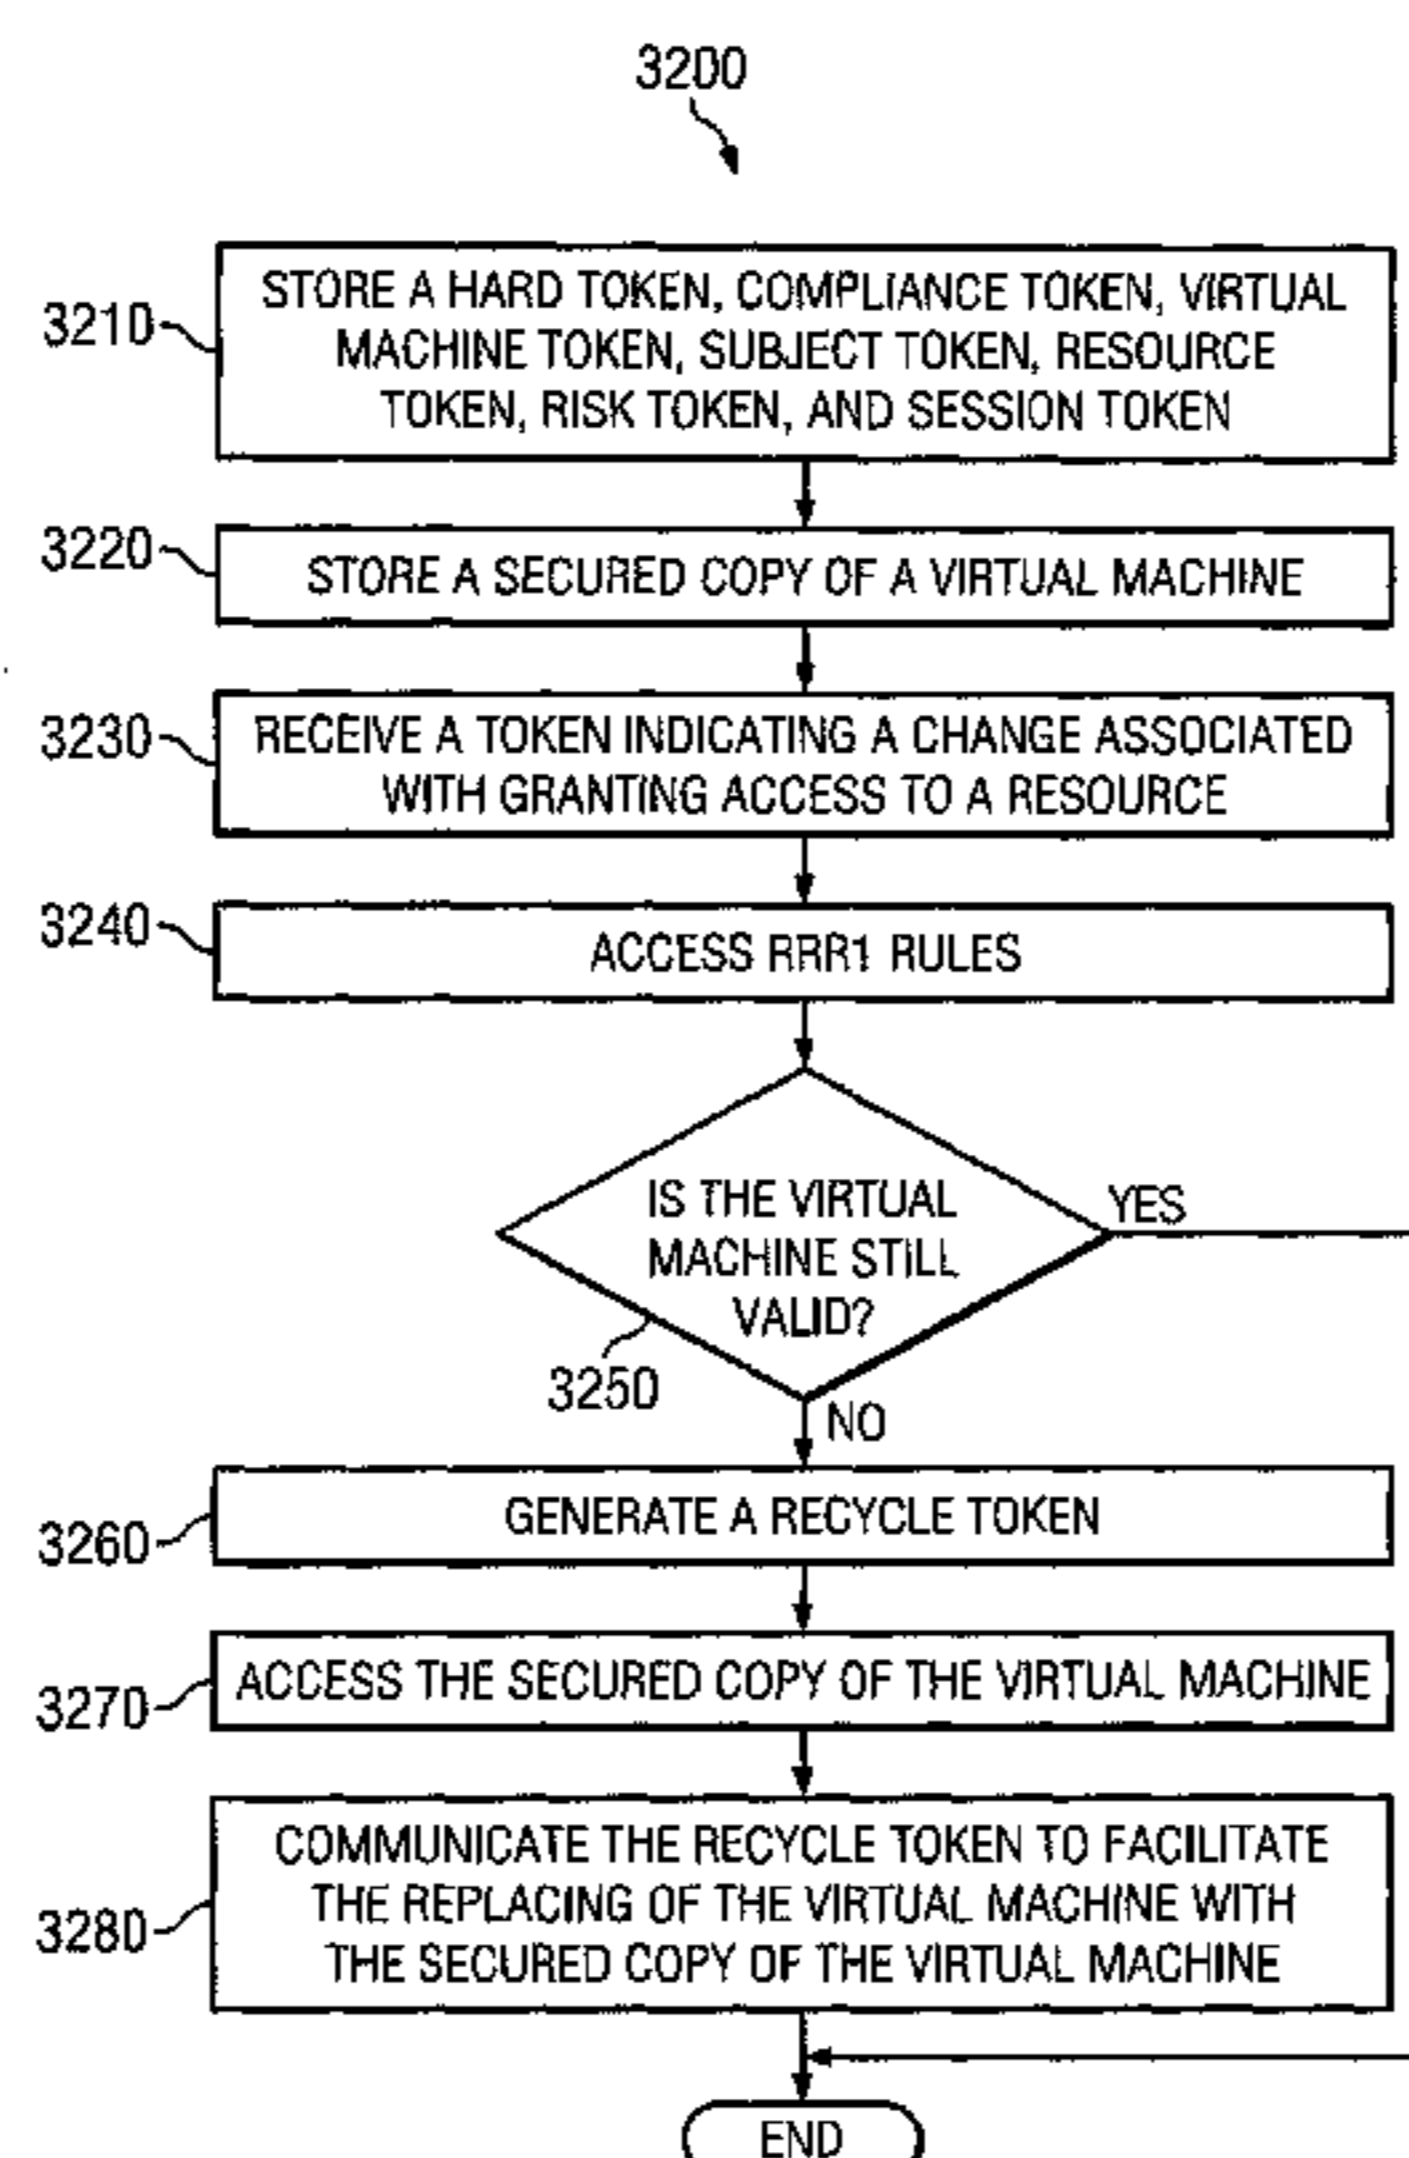 3200
3210
STORE A HARD TOKEN, COMPLIANCE TOKEN, VIRTUAL
MACHINE TOKEN, SUBJECT TOKEN, RESOURCE
TOKEN, RISK TOKEN, AND SESSION TOKEN
3220
STORE A SECURED COPY OF A VIRTUAL MACHINE
3230
RECEIVE A TOKEN INDICATING A CHANGE ASSOCIATED
WITH GRANTING ACCESS TO A RESOURCE
3240
ACCESS RRR1 RULES
IS THE VIRTUAL
MACHINE STILL
VALID?
YES
3250
NO
3260
GENERATE A RECYCLE TOKEN
3270
ACCESS THE SECURED COPY OF THE VIRTUAL MACHINE
3280
COMMUNICATE THE RECYCLE TOKEN TO FACILITATE
THE REPLACING OF THE VIRTUAL MACHINE WITH
THE SECURED COPY OF THE VIRTUAL MACHINE
END